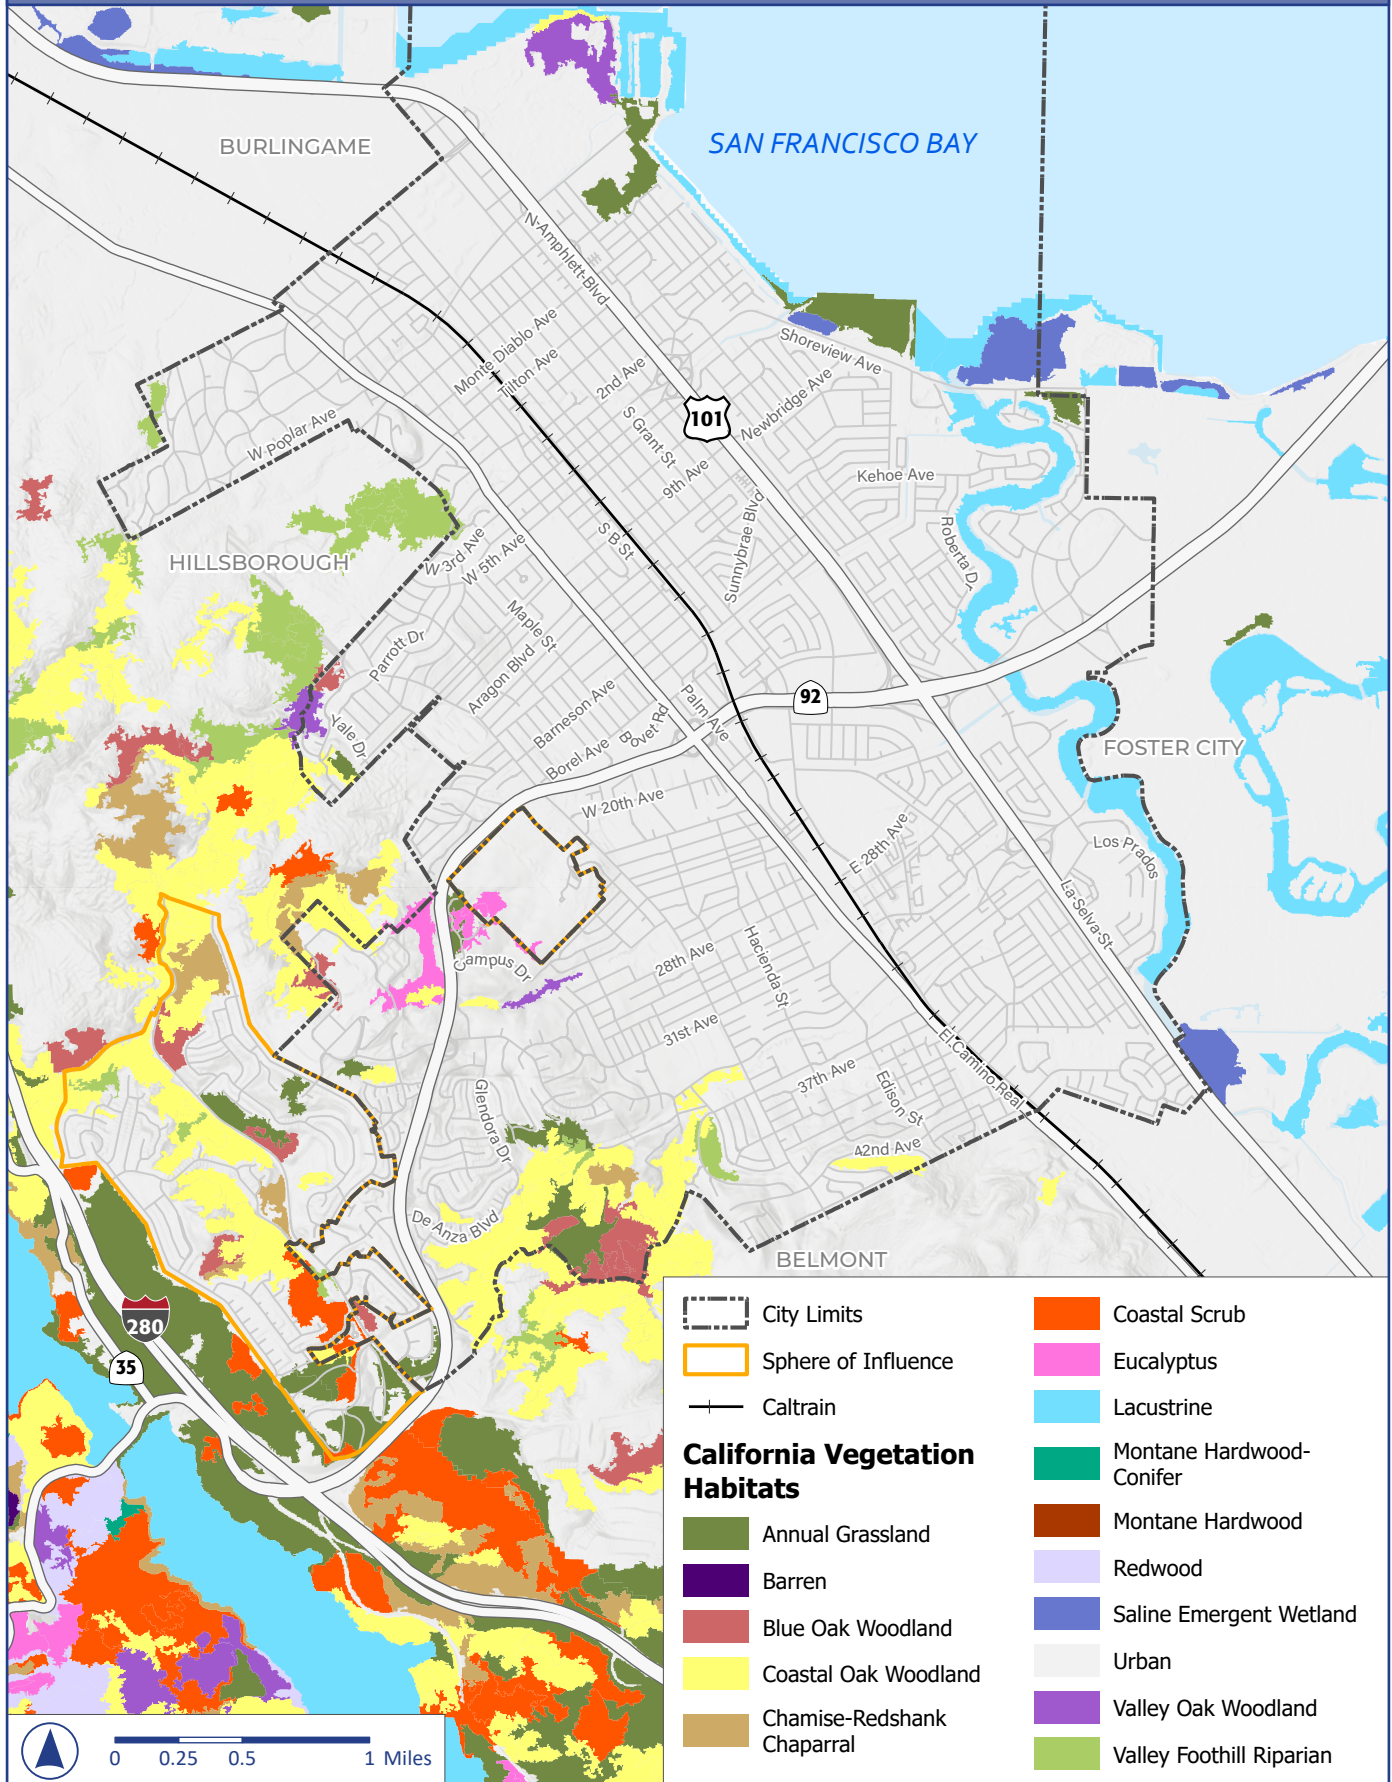 SAN FRANCISCO BAY
BURLINGAME
N-Amphlett-Blvd
Monte Diablo Ave
Tilton Ave
2nd Ave
Shoreview Ave
Newbridge Ave
S Grant St
101
9th Ave
W Poplar Ave
Kehoe Ave
Sunnybrae Blvd
Roberta Dr
S B St
HILLSBOROUGH
W 3rd Ave
W 5th Ave
Maple St
Parrott Dr
Aragon Blvd
Yale Dr
Barneson Ave
Bovet Rd
Palm Ave
92
Borel Ave
FOSTER CITY
W 20th Ave
E 28th Ave
Los Prados
La-Selva-St
Campus Dr
28th Ave
Hacienda St
31st Ave
El Camino Real
37th Ave
Edison St
Glendora Dr
42nd Ave
De Anza Blvd
BELMONT
280
35
City Limits
Sphere of Influence
Caltrain
California Vegetation
Habitats
Annual Grassland
Barren
Blue Oak Woodland
Coastal Oak Woodland
Chamise-Redshank
Chaparral
Coastal Scrub
Eucalyptus
Lacustrine
Montane Hardwood-
Conifer
Montane Hardwood
Redwood
Saline Emergent Wetland
Urban
Valley Oak Woodland
Valley Foothill Riparian
0 0.25 0.5 1 Miles